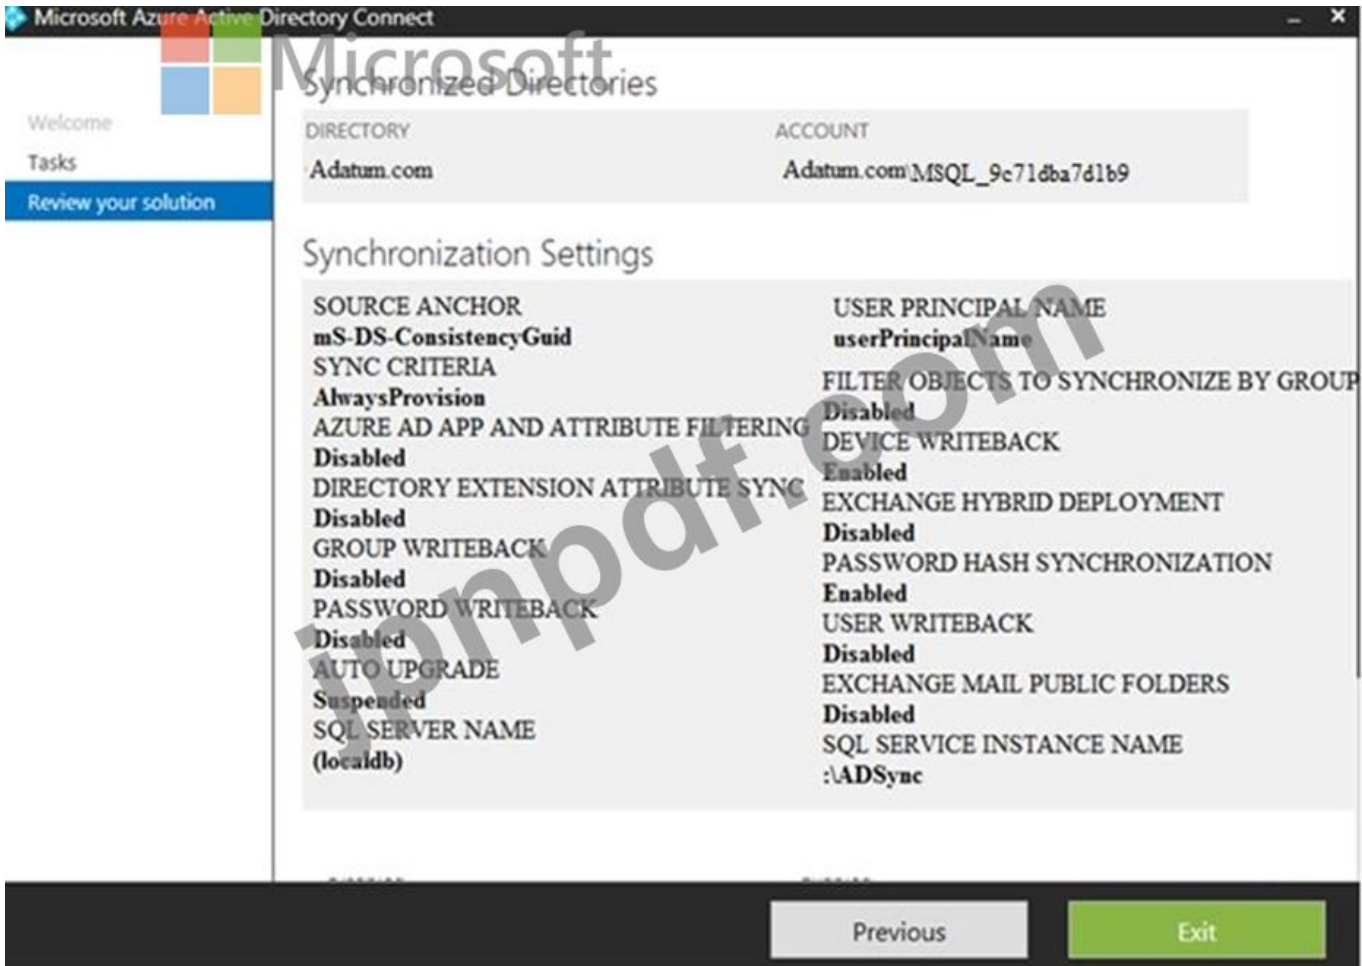 Microsoft Azure Active Directory Connect
Microsoft
Welcome
Tasks
Review your solution
Synchronized Directories
DIRECTORY ACCOUNT
Adatum.com Adatum.com\MSQL_9c71dba7d1b9
Synchronization Settings
SOURCE ANCHOR
mS-DS-ConsistencyGuid
SYNC CRITERIA
AlwaysProvision
AZURE AD APP AND ATTRIBUTE FILTERING
Disabled
DIRECTORY EXTENSION ATTRIBUTE SYNC
Disabled
GROUP WRITEBACK
Disabled
PASSWORD WRITEBACK
Disabled
AUTO UPGRADE
Suspended
SQL SERVER NAME
(localdb)
USER PRINCIPAL NAME
userPrincipalName
FILTER OBJECTS TO SYNCHRONIZE BY GROUP
Disabled
DEVICE WRITEBACK
Enabled
EXCHANGE HYBRID DEPLOYMENT
Disabled
PASSWORD HASH SYNCHRONIZATION
Enabled
USER WRITEBACK
Disabled
EXCHANGE MAIL PUBLIC FOLDERS
Disabled
SQL SERVICE INSTANCE NAME
:\ADSync
jpnpdf.com
Previous
Exit